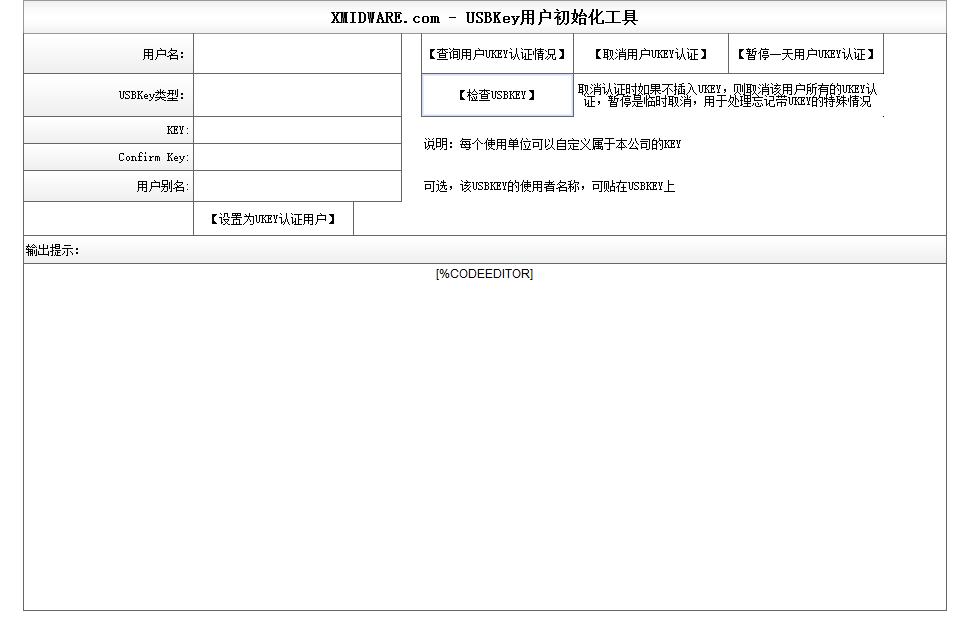 XMIDWARE.com - USBKey用户初始化工具
用户名:
【查询用户UKEY认证情况】
【取消用户UKEY认证】
【暂停一天用户UKEY认证】
USBKey类型:
【检查USBKEY】
取消认证时如果不插入UKEY，则取消该用户所有的UKEY认
证，暂停是临时取消，用于处理忘记带UKEY的特殊情况
KEY:
说明: 每个使用单位可以自定义属于本公司的KEY
Confirm Key:
用户别名:
可选，该USBKEY的使用者名称，可贴在USBKEY上
【设置为UKEY认证用户】
输出提示:
[%CODEEDITOR]